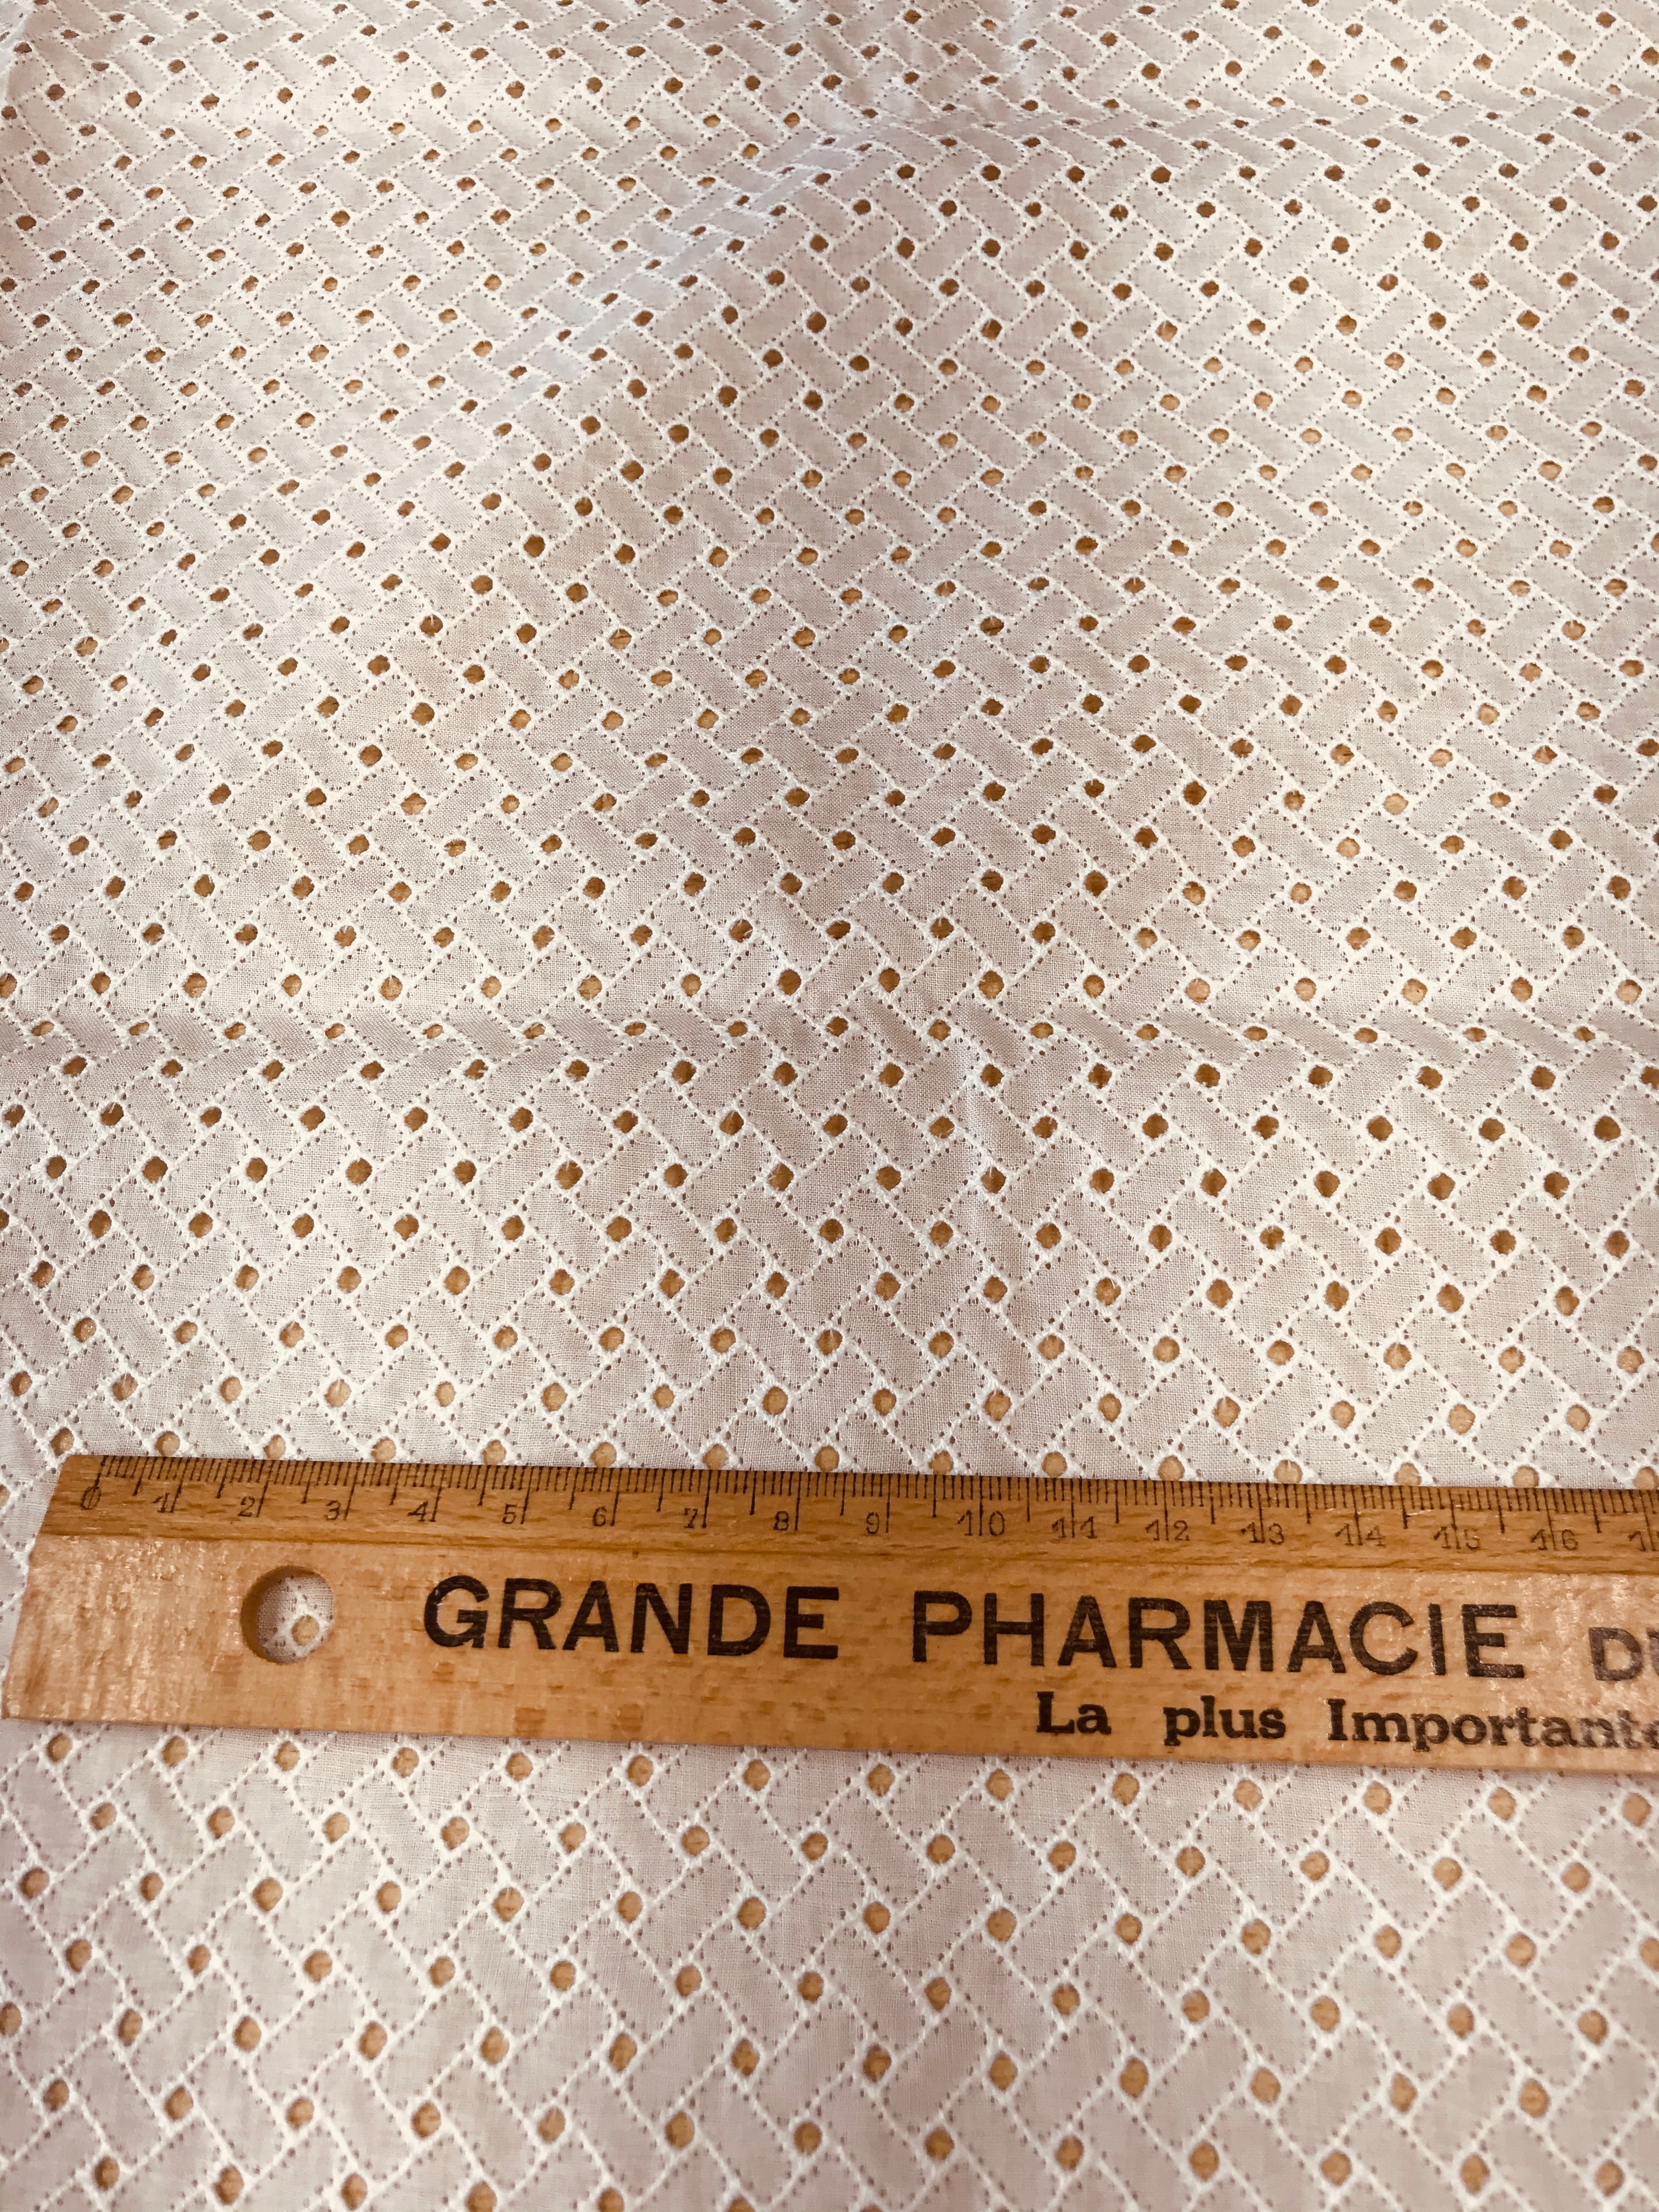 0 1 2 3 4 5 6 7 8 9 10 11 12 13 14 15 16
GRANDE PHARMACIE
La plus Importante